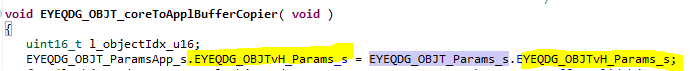 void EYEQDG_OBJT_coreToApplBufferCopier( void )
{
uint16_t l_objectIdx_u16;
EYEQDG_OBJT_ParamsApp_s.EYEQDG_OBJTvH_Params_s = EYEQDG_OBJT_Params_s.EYEQDG_OBJTvH_Params_s;